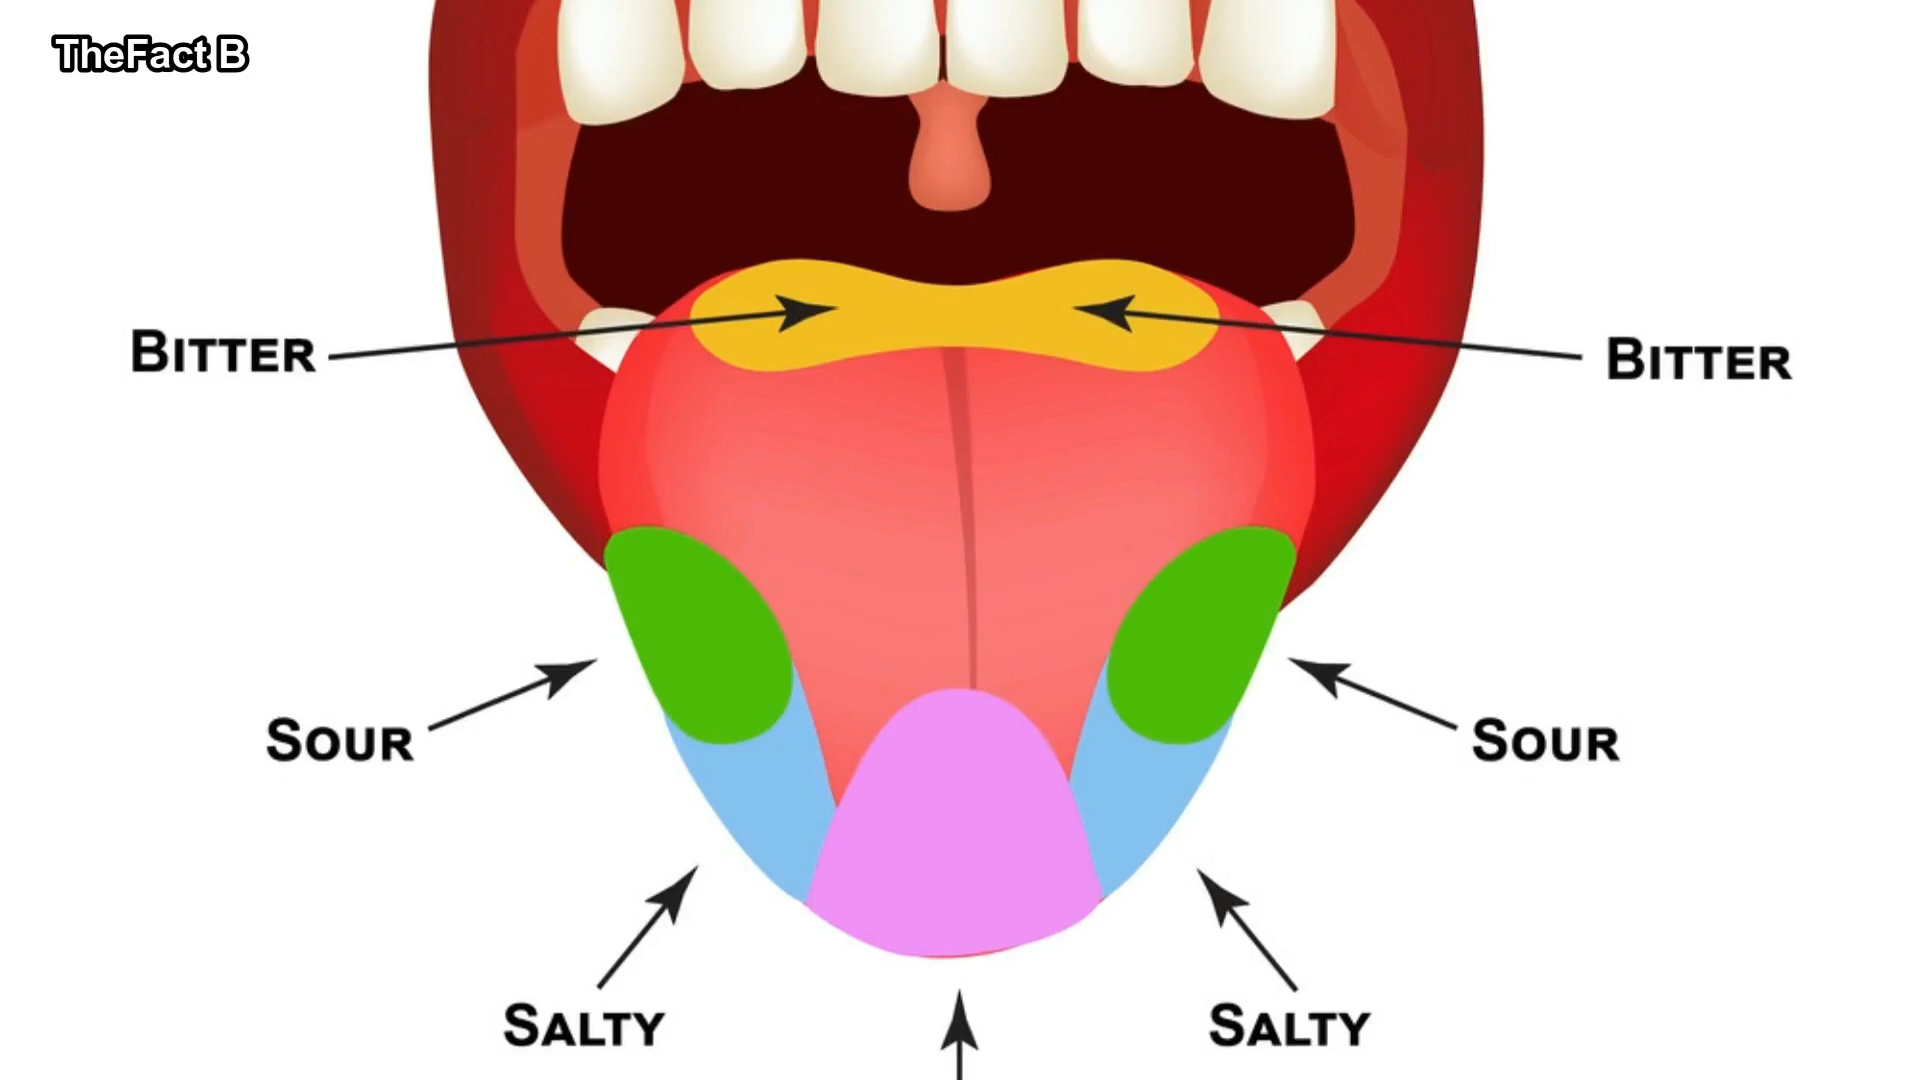 TheFact B
BITTER
BITTER
SOUR
SOUR
SALTY
SALTY